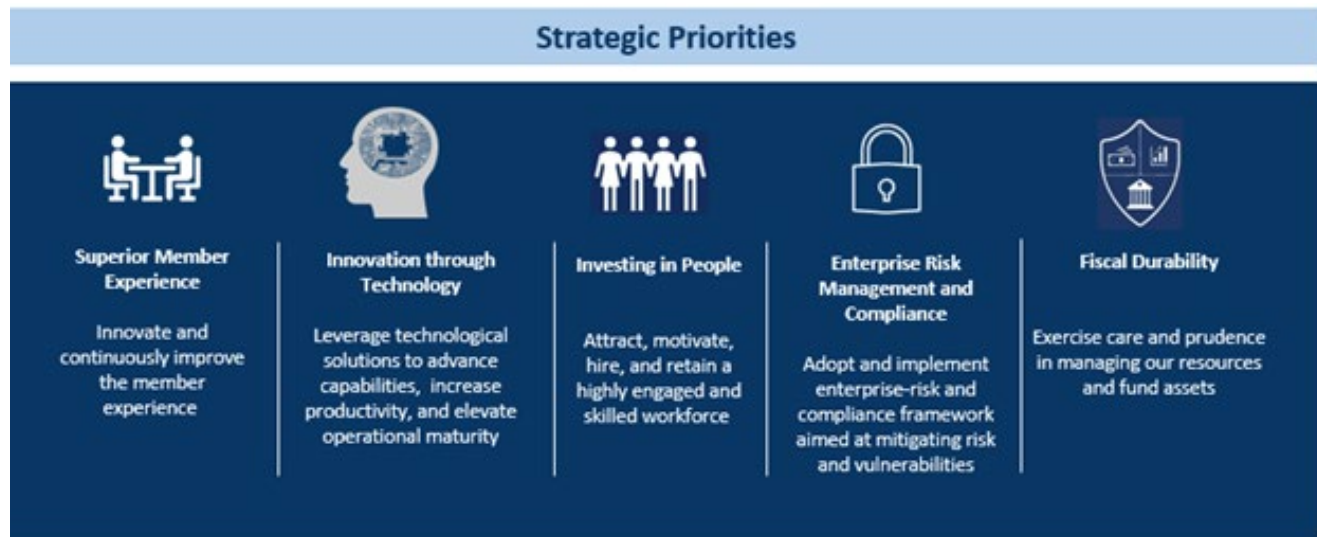 Strategic Priorities
Superior Member
Experience
Innovate and
continuously improve
the member
experience
Innovation through
Technology
Leverage technological
solutions to advance
capabilities, increase
productivity, and elevate
operational maturity
Investing in People
Attract, motivate,
hire, and retain a
highly engaged and
skilled workforce
Enterprise Risk
Management and
Compliance
Adopt and implement
enterprise-risk and
compliance framework
aimed at mitigating risk
and vulnerabilities
Fiscal Durability
Exercise care and prudence
in managing our resources
and fund assets